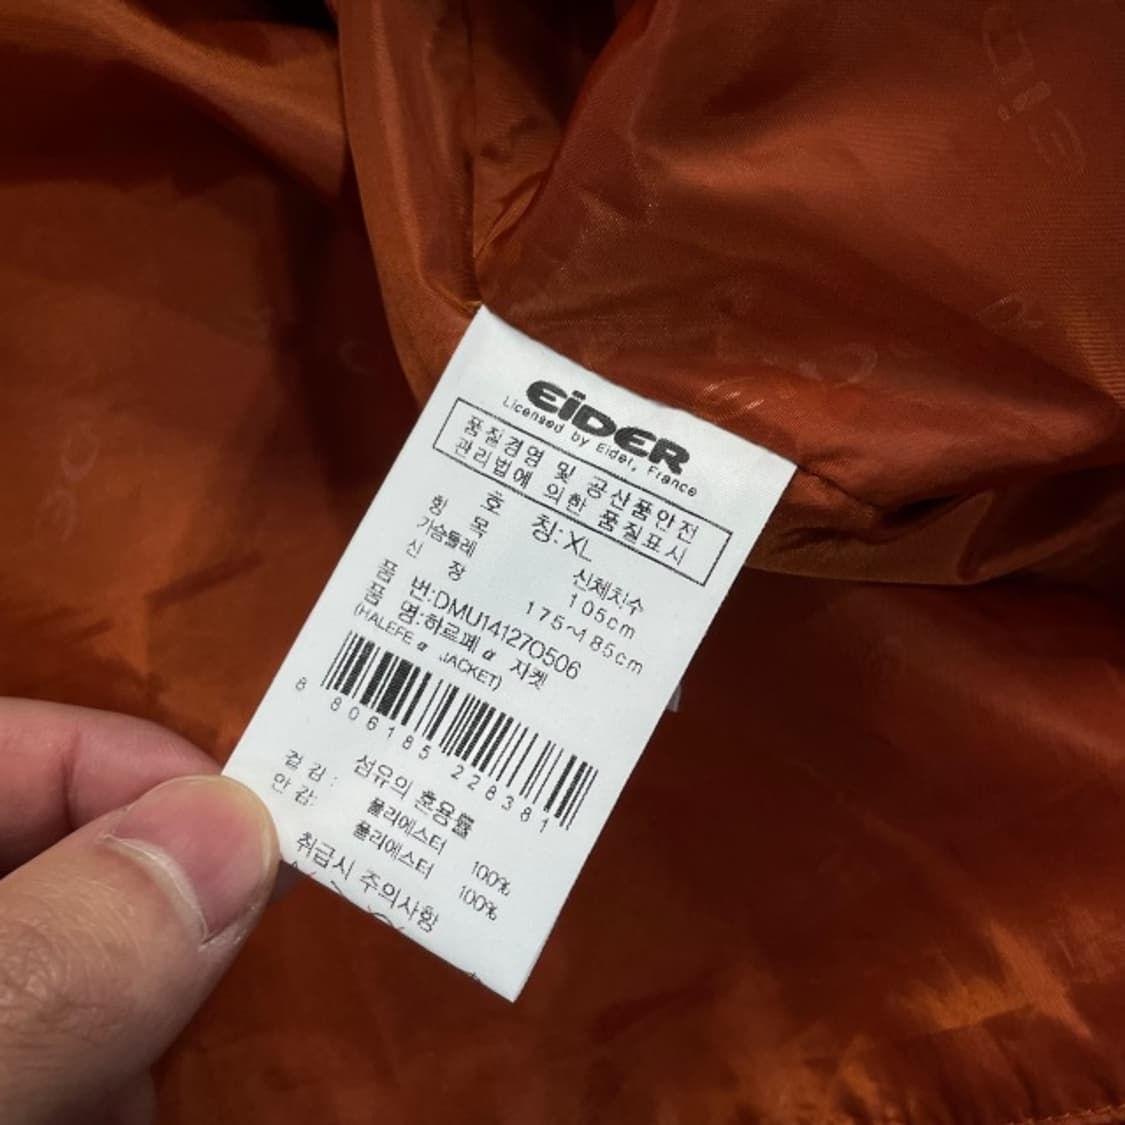 EiDER
Licensed by Eider, France
품질경영 및 공산품안전
관리법에 의한 품질표시
호 칭:XL
항 목 신체치수
가슴둘레 105cm
신 장 175~185cm
품 번:DMU14127O506
품 명:하르페 α 자켓
(HALEFE α JACKET)
8 806185 228381
섬유의 혼용률
겉 감: 폴리에스터 100%
안 감: 폴리에스터 100%
취급시 주의사항